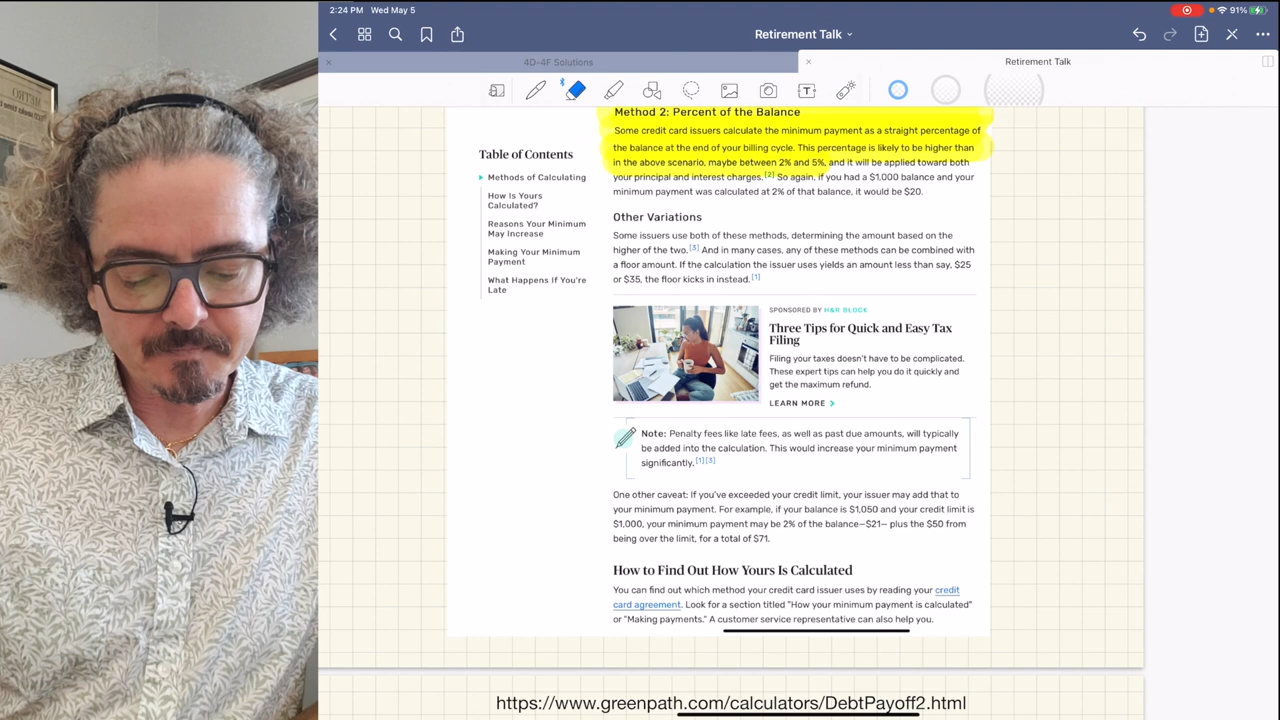 METRO
2:24 PM Wed May 5
91%
Retirement Talk
4D-4F Solutions
Retirement Talk
Method 2: Percent of the Balance
Some credit card issuers calculate the minimum payment as a straight percentage of
the balance at the end of your billing cycle. This percentage is likely to be higher than
in the above scenario, maybe between 2% and 5%, and it will be applied toward both
your principal and interest charges.[2] So again, if you had a $1,000 balance and your
minimum payment was calculated at 2% of that balance, it would be $20.
Table of Contents
Methods of Calculating
How Is Yours
Calculated?
Reasons Your Minimum
May Increase
Making Your Minimum
Payment
What Happens If You're
Late
Other Variations
Some issuers use both of these methods, determining the amount based on the
higher of the two.[3] And in many cases, any of these methods can be combined with
a floor amount. If the calculation the issuer uses yields an amount less than say, $25
or $35, the floor kicks in instead.[1]
SPONSORED BY H&R BLOCK
Three Tips for Quick and Easy Tax
Filing
Filing your taxes doesn't have to be complicated.
These expert tips can help you do it quickly and
get the maximum refund.
LEARN MORE >
Note: Penalty fees like late fees, as well as past due amounts, will typically
be added into the calculation. This would increase your minimum payment
significantly.[1][3]
One other caveat: If you've exceeded your credit limit, your issuer may add that to
your minimum payment. For example, if your balance is $1,050 and your credit limit is
$1,000, your minimum payment may be 2% of the balance—$21— plus the $50 from
being over the limit, for a total of $71.
How to Find Out How Yours Is Calculated
You can find out which method your credit card issuer uses by reading your credit
card agreement. Look for a section titled "How your minimum payment is calculated"
or "Making payments." A customer service representative can also help you.
https://www.greenpath.com/calculators/DebtPayoff2.html